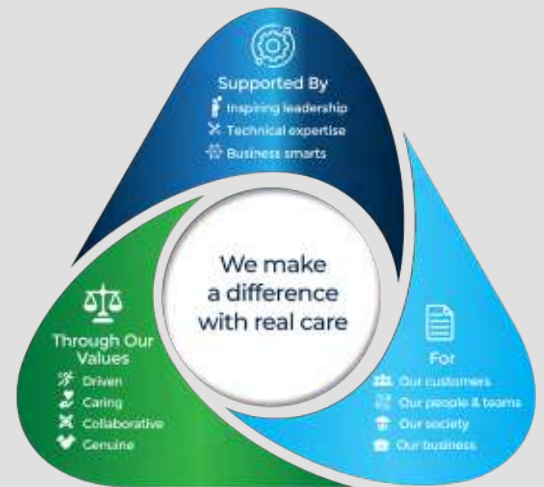 Supported By
Inspiring leadership
Technical expertise
Business smarts
We make
a difference
with real care
Through Our
Values
Driven
Caring
Collaborative
Genuine
For
Our customers
Our people & teams
Our society
Our business